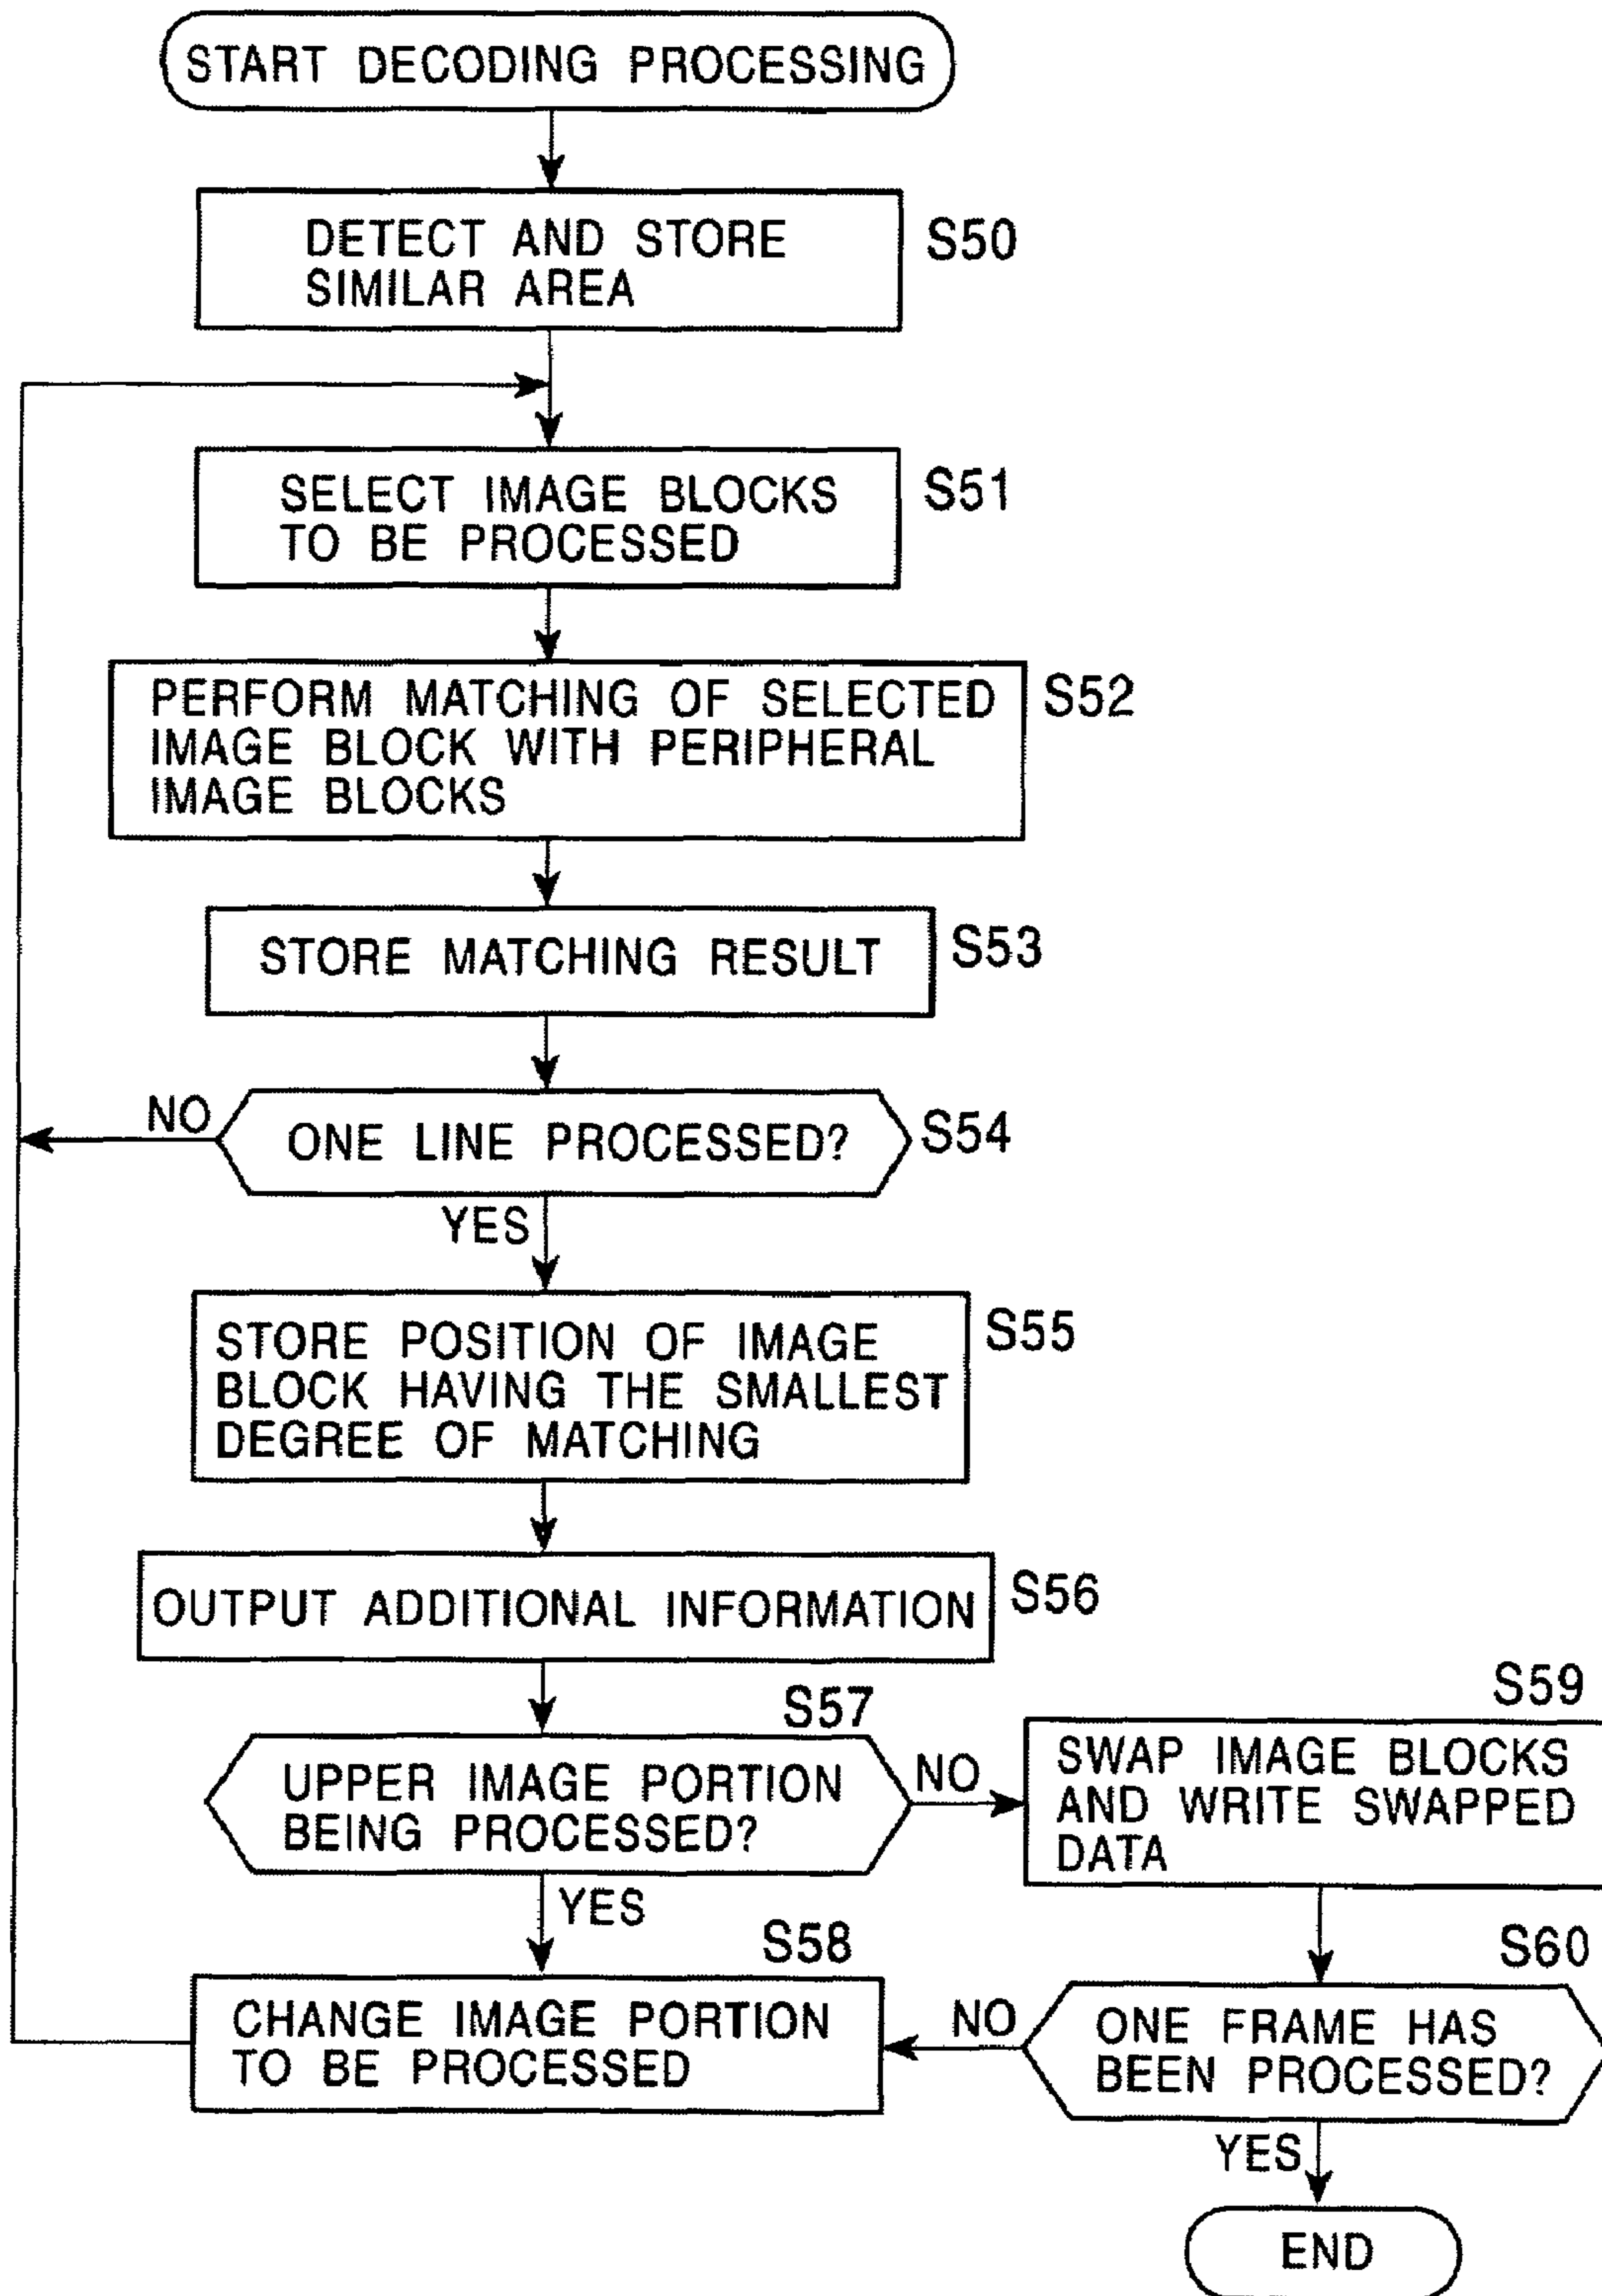 START DECODING PROCESSING
DETECT AND STORE
SIMILAR AREA
S50
SELECT IMAGE BLOCKS
TO BE PROCESSED
S51
PERFORM MATCHING OF SELECTED
IMAGE BLOCK WITH PERIPHERAL
IMAGE BLOCKS
S52
STORE MATCHING RESULT
S53
NO
ONE LINE PROCESSED?
S54
YES
STORE POSITION OF IMAGE
BLOCK HAVING THE SMALLEST
DEGREE OF MATCHING
S55
OUTPUT ADDITIONAL INFORMATION
S56
S57
UPPER IMAGE PORTION
BEING PROCESSED?
NO
YES
S59
SWAP IMAGE BLOCKS
AND WRITE SWAPPED
DATA
S58
CHANGE IMAGE PORTION
TO BE PROCESSED
S60
NO
ONE FRAME HAS
BEEN PROCESSED?
YES
END